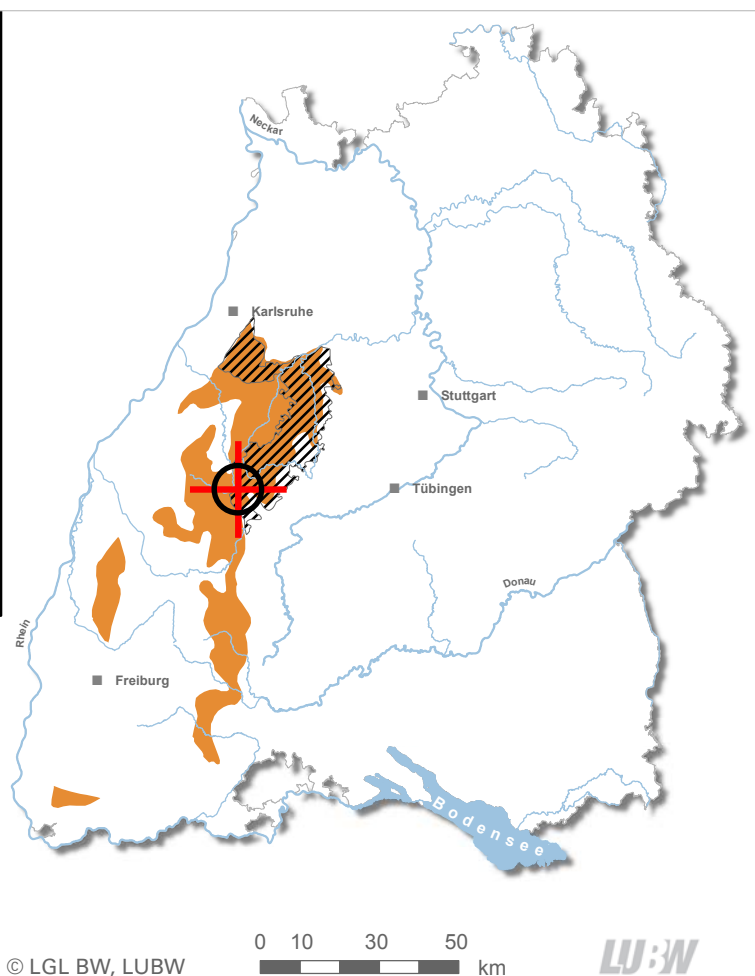 Neckar
Karlsruhe
Stuttgart
Tübingen
Donau
Rhein
Freiburg
Bodensee
0 10 30 50
km
© LGL BW, LUBW
LUBW